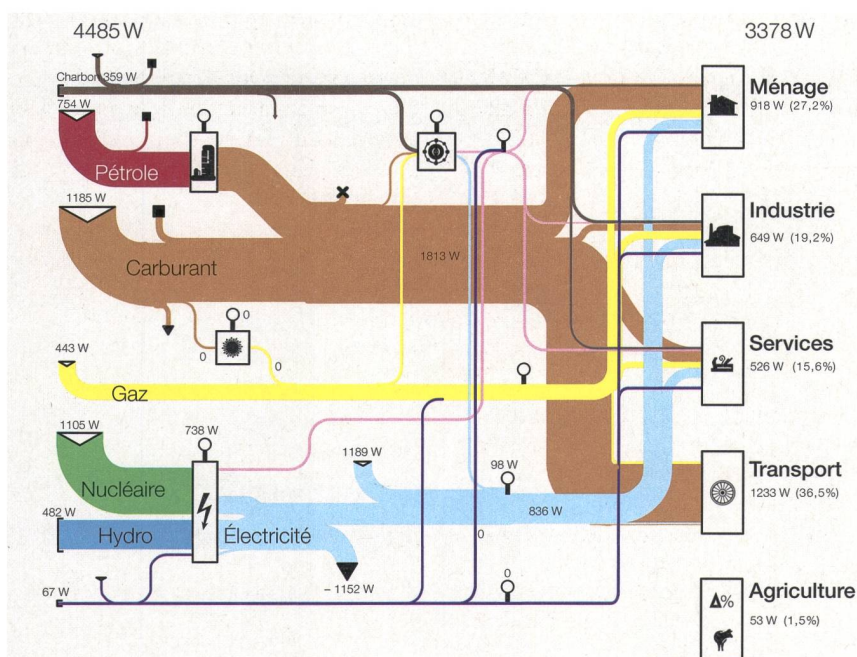 4485 W
3378 W
Charbon 359 W
754 W
Pétrole
1185 W
Carburant
1813 W
0
0
0
443 W
Gaz
1105 W
738 W
Nucléaire
1189 W
98 W
482 W
Hydro
Électricité
836 W
0
– 1152 W
67 W
0
Ménage
918 W (27,2%)
Industrie
649 W (19,2%)
Services
526 W (15,6%)
Transport
1233 W (36,5%)
Δ%
Agriculture
53 W (1,5%)